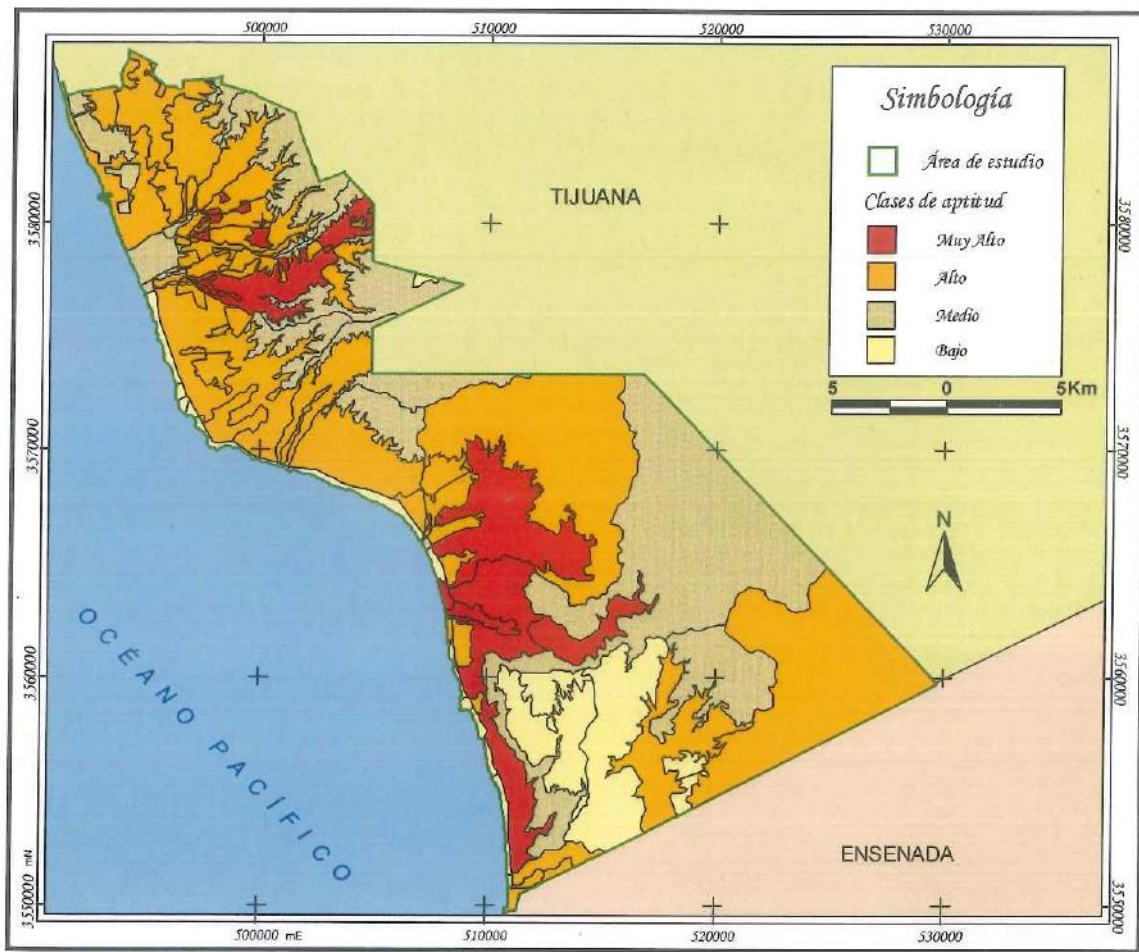 500000 510000 520000 530000
Simbología
Área de estudio
Clases de aptitud
Muy Alto
Alto
Medio
Bajo
5 0 5Km
TIJUANA
3580000 3580000
3570000 3570000
N
OCÉANO PACÍFICO
3560000 3560000
ENSENADA
3550000 mN 3550000
500000 mE 510000 520000 530000